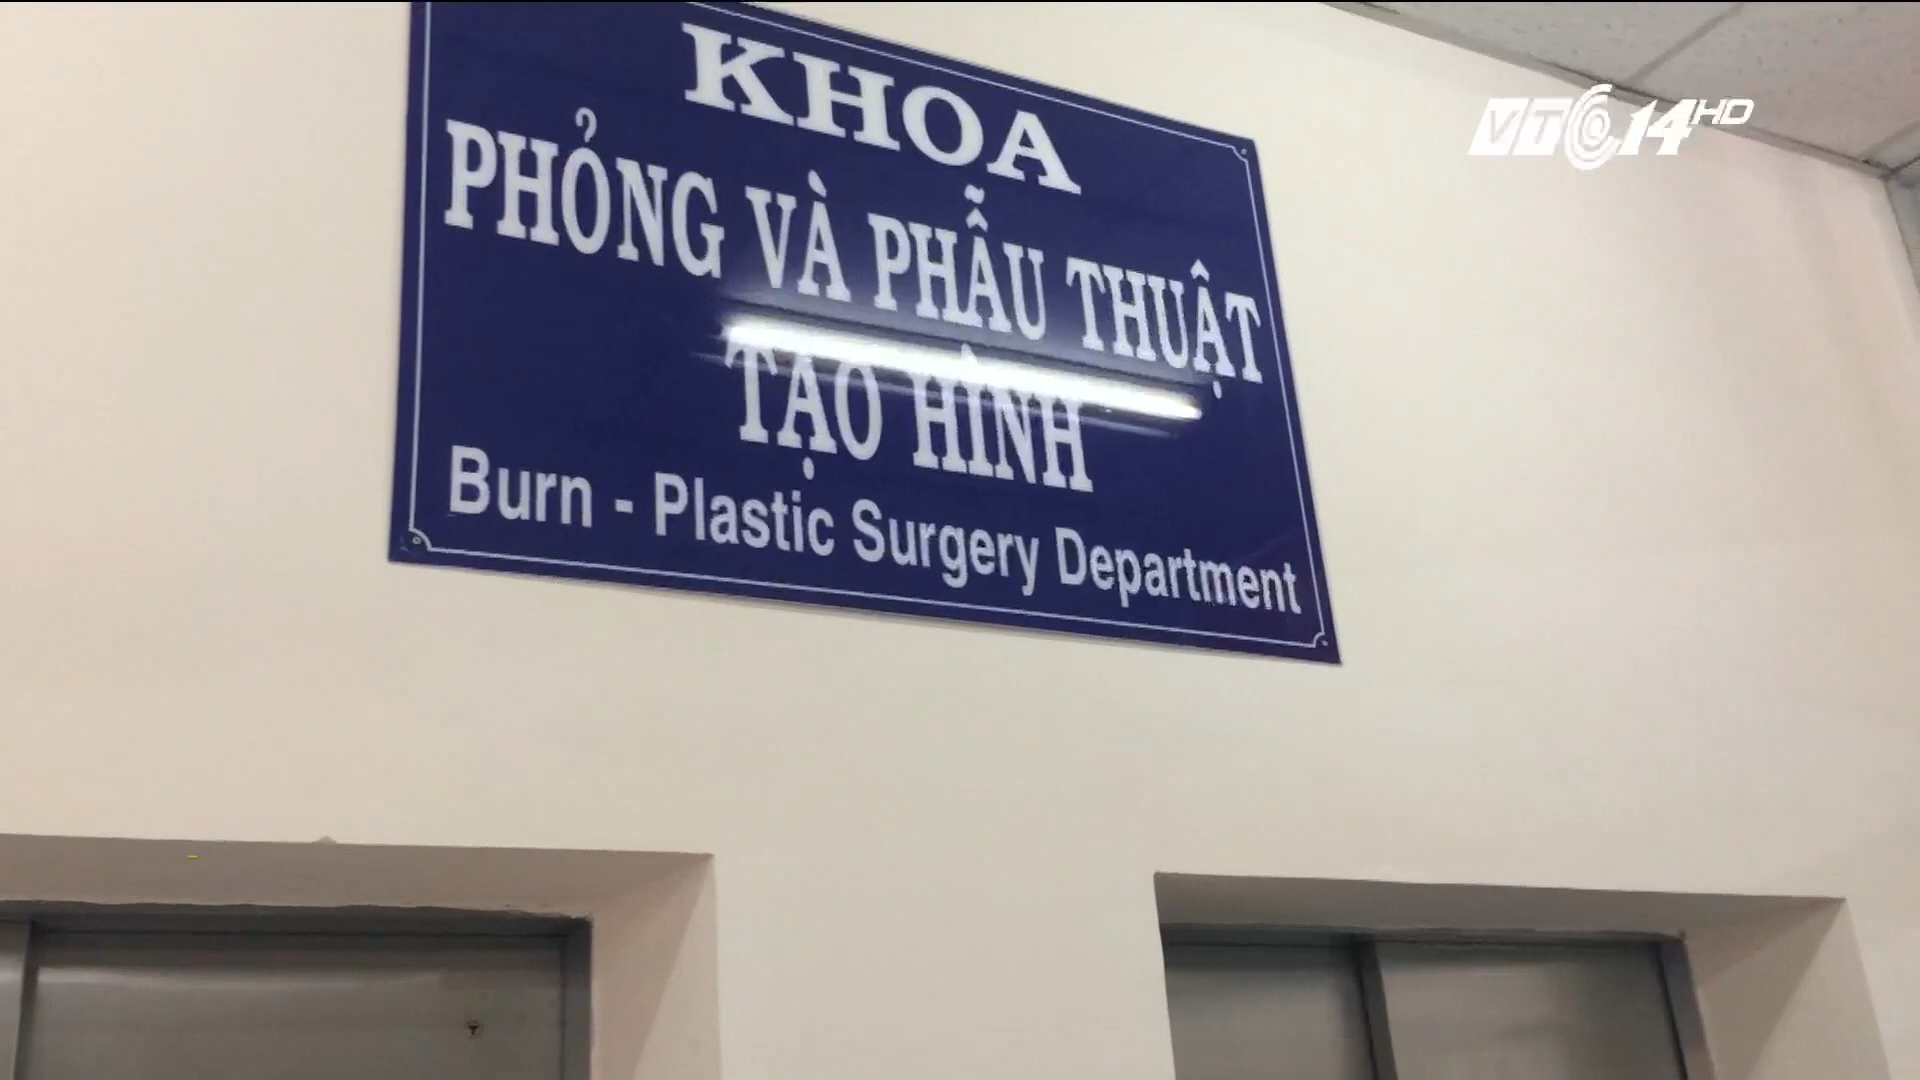 KHOA
PHỎNG VÀ PHẪU THUẬT
TẠO HÌNH
Burn - Plastic Surgery Department
VTC14HD